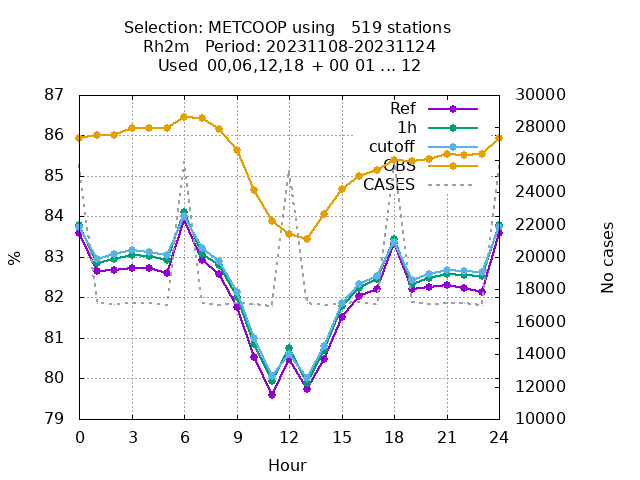 Selection: METCOOP using   519 stations
Rh2m   Period: 20231108-20231124
Used  00,06,12,18  + 00 01 ... 12
87
86
85
84
83
82
81
80
79
%
30000
28000
26000
24000
22000
20000
18000
16000
14000
12000
10000
No cases
Ref
1h
cutoff
OBS
CASES
0 3 6 9 12 15 18 21 24
Hour